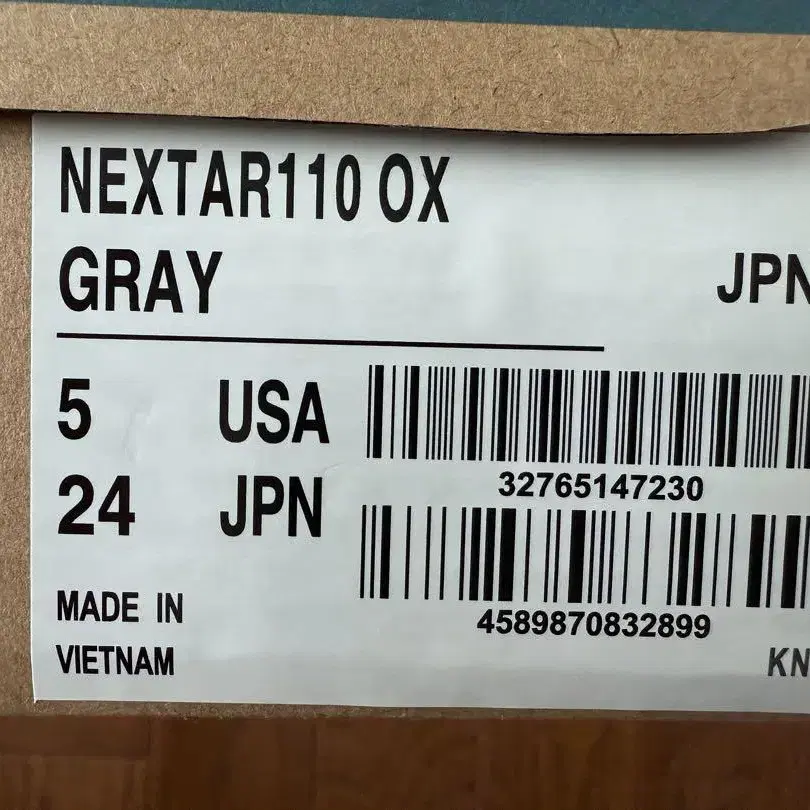 NEXTAR110 OX
GRAY JPN
5 USA
32765147230
24 JPN
4589870832899
MADE IN
VIETNAM
KN